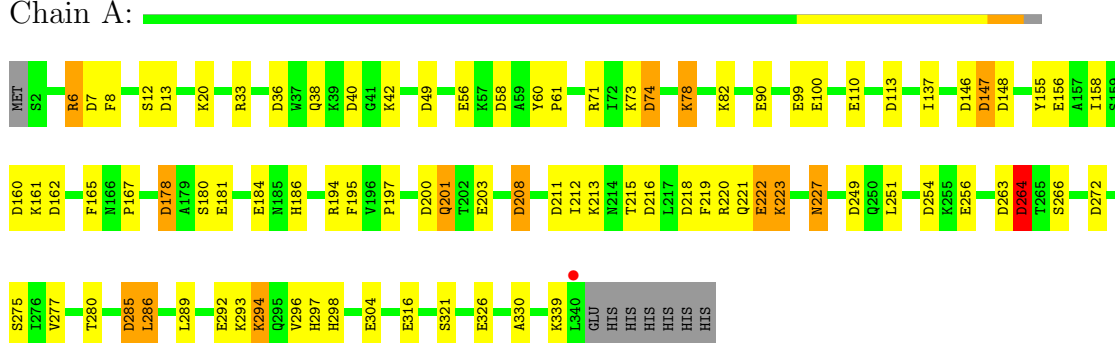 Chain A:
MET S2 R6 D7 F8 S12 D13 K20 R33 D36 W37 Q38 K39 D40 G41 K42 D49 E56 K57 D58 A59 Y60 P61 R71 I72 K73 D74 K78 K82 E90 E99 E100 E110 D113 I137 D146 D147 D148 Y155 E156 A157 I158 S159
D160 K161 D162 F165 N166 P167 D178 A179 S180 E181 E184 N185 H186 R194 F195 V196 P197 D200 Q201 T202 E203 D208 D211 I212 K213 N214 T215 D216 L217 D218 F219 R220 Q221 E222 K223 N227 D249 Q250 L251 D254 K255 E256 D263 D264 T265 S266 D272
S275 I276 V277 T280 D285 L286 L289 E292 K293 K294 Q295 V296 H297 H298 E304 E316 S321 E326 A330 K339 L340 GLU HIS HIS HIS HIS HIS HIS